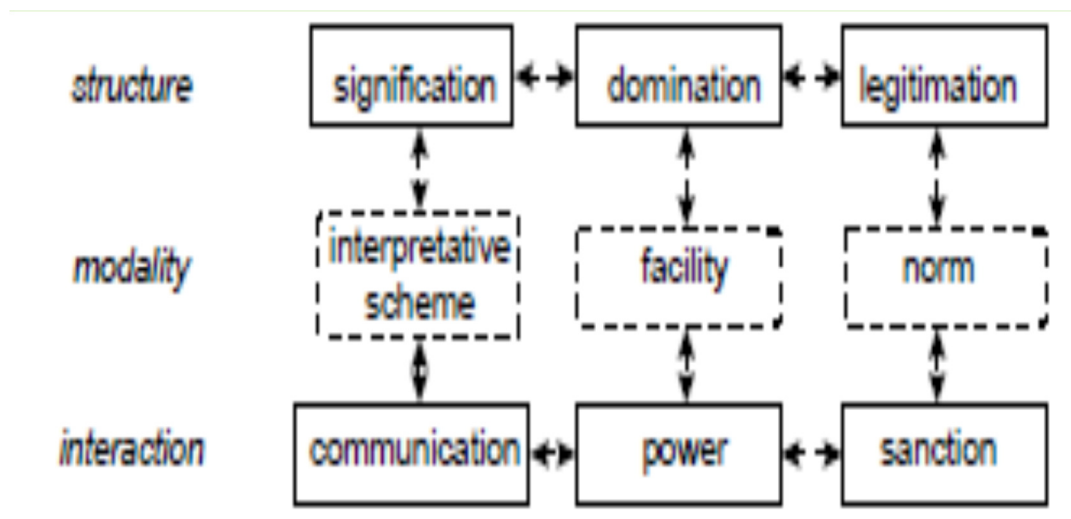 structure signification domination legitimation
modality interpretative scheme facility norm
interaction communication power sanction